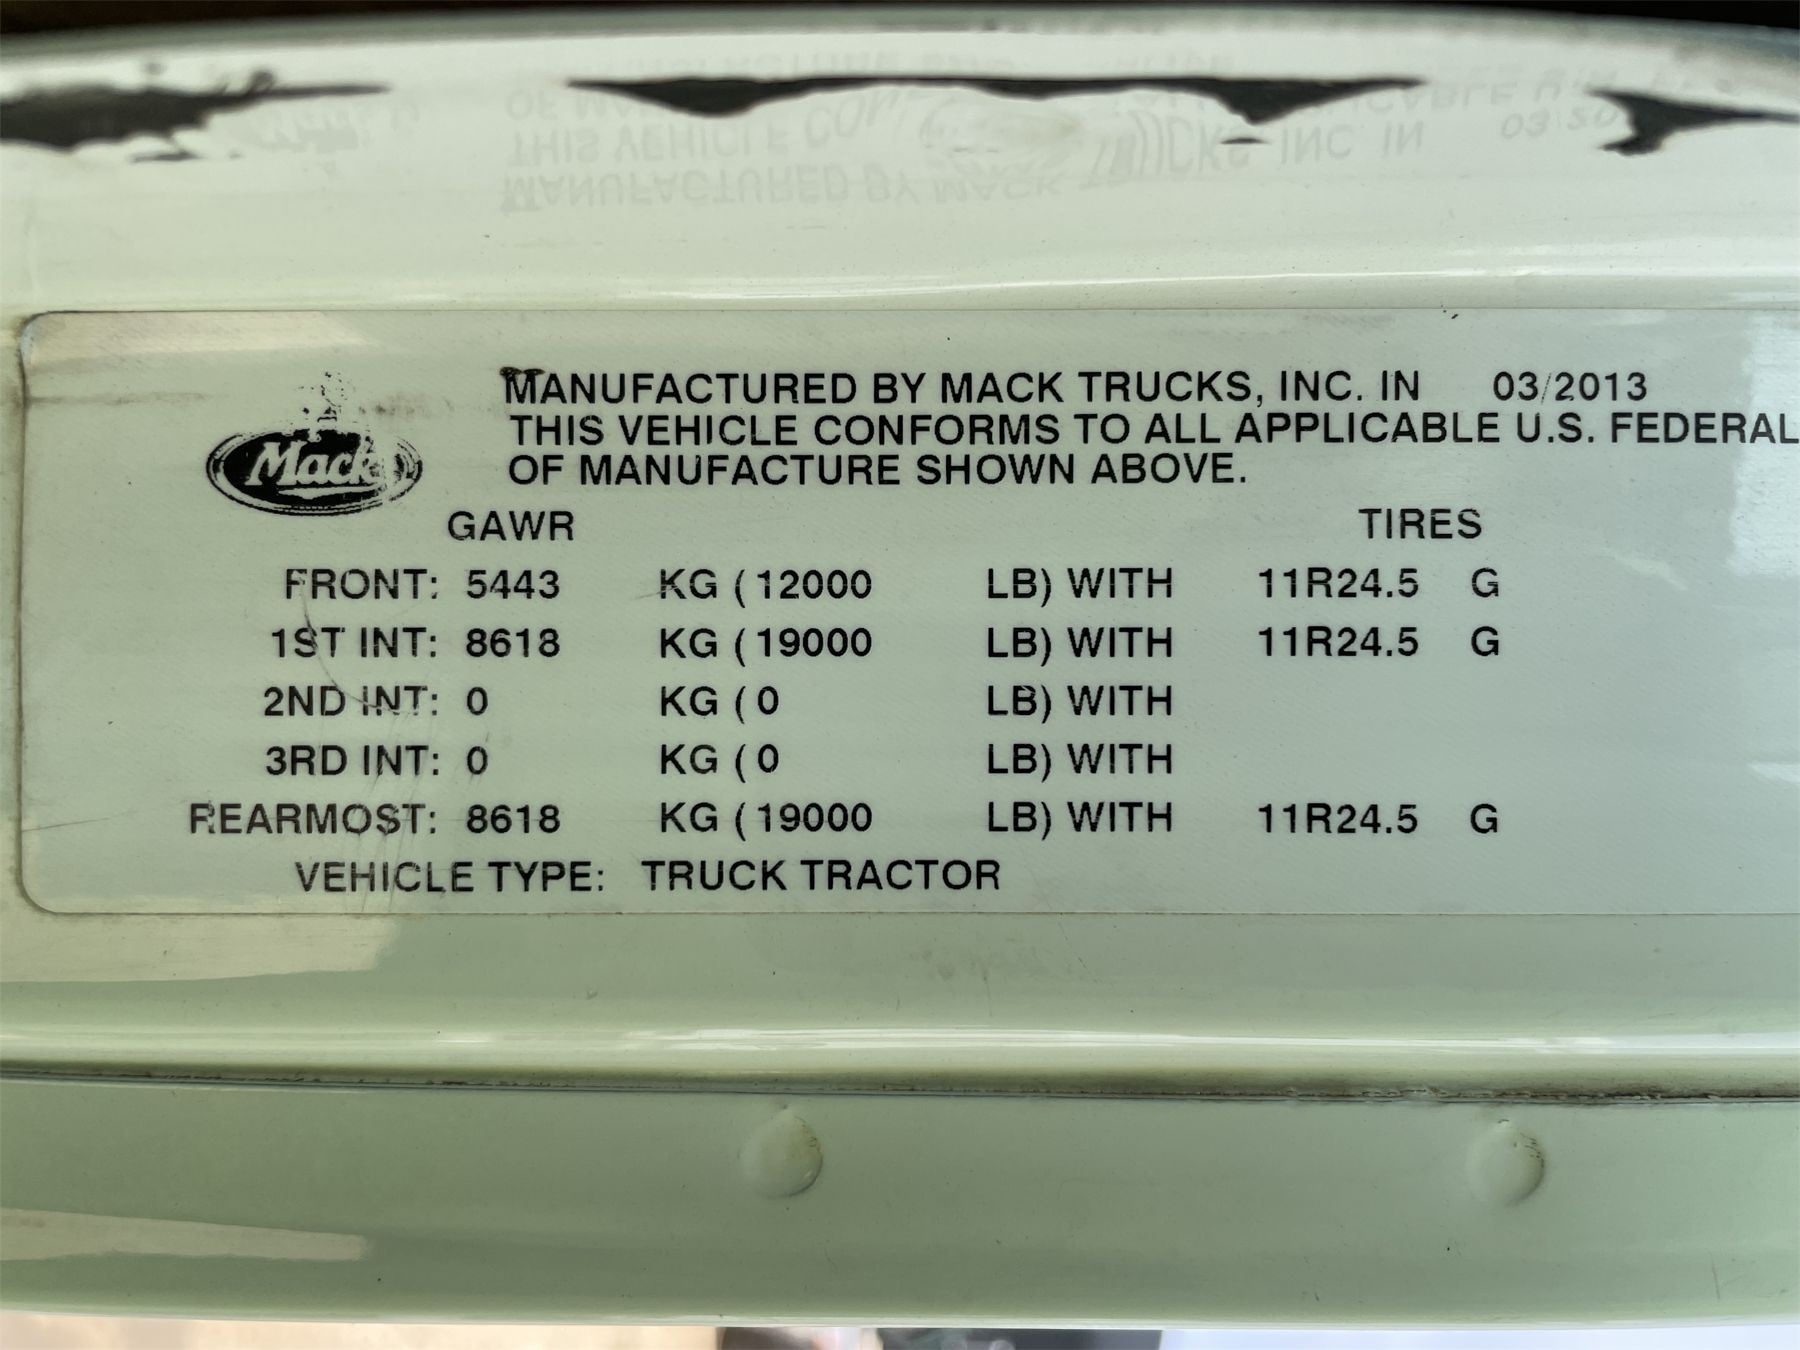 MANUFACTURED BY MACK TRUCKS, INC. IN 03/2013
THIS VEHICLE CONFORMS TO ALL APPLICABLE U.S. FEDERAL
OF MANUFACTURE SHOWN ABOVE.
Mack
GAWR TIRES
FRONT: 5443 KG (12000 LB) WITH 11R24.5 G
1ST INT: 8618 KG (19000 LB) WITH 11R24.5 G
2ND INT: 0 KG (0 LB) WITH
3RD INT: 0 KG (0 LB) WITH
REARMOST: 8618 KG (19000 LB) WITH 11R24.5 G
VEHICLE TYPE: TRUCK TRACTOR